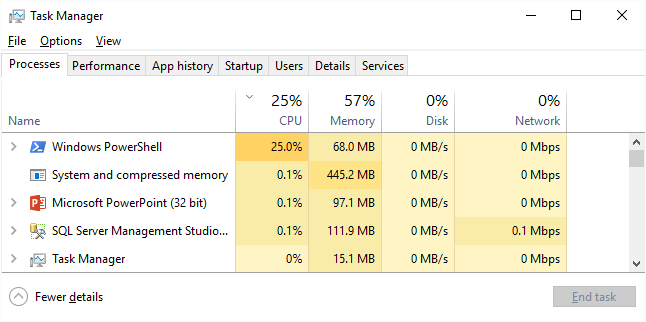 Task Manager
File Options View
Processes Performance App history Startup Users Details Services
25% 57% 0% 0%
Name CPU Memory Disk Network
Windows PowerShell 25.0% 68.0 MB 0 MB/s 0 Mbps
System and compressed memory 0.1% 445.2 MB 0 MB/s 0 Mbps
Microsoft PowerPoint (32 bit) 0.1% 97.1 MB 0 MB/s 0 Mbps
SQL Server Management Studio... 0.1% 111.9 MB 0 MB/s 0.1 Mbps
Task Manager 0% 15.1 MB 0 MB/s 0 Mbps
Fewer details End task